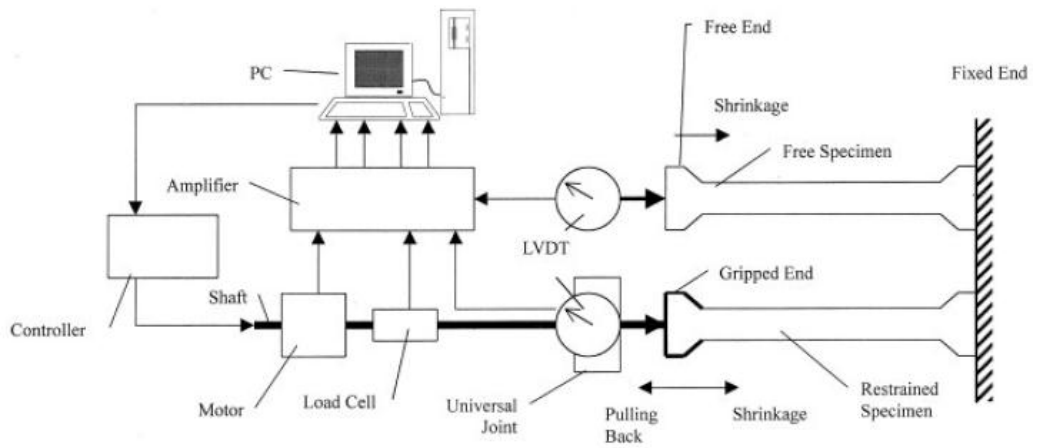 Free End
PC
Fixed End
Shrinkage
Free Specimen
Amplifier
LVDT
Gripped End
Shaft
Controller
Load Cell
Motor
Universal
Joint
Pulling
Back
Shrinkage
Restrained
Specimen